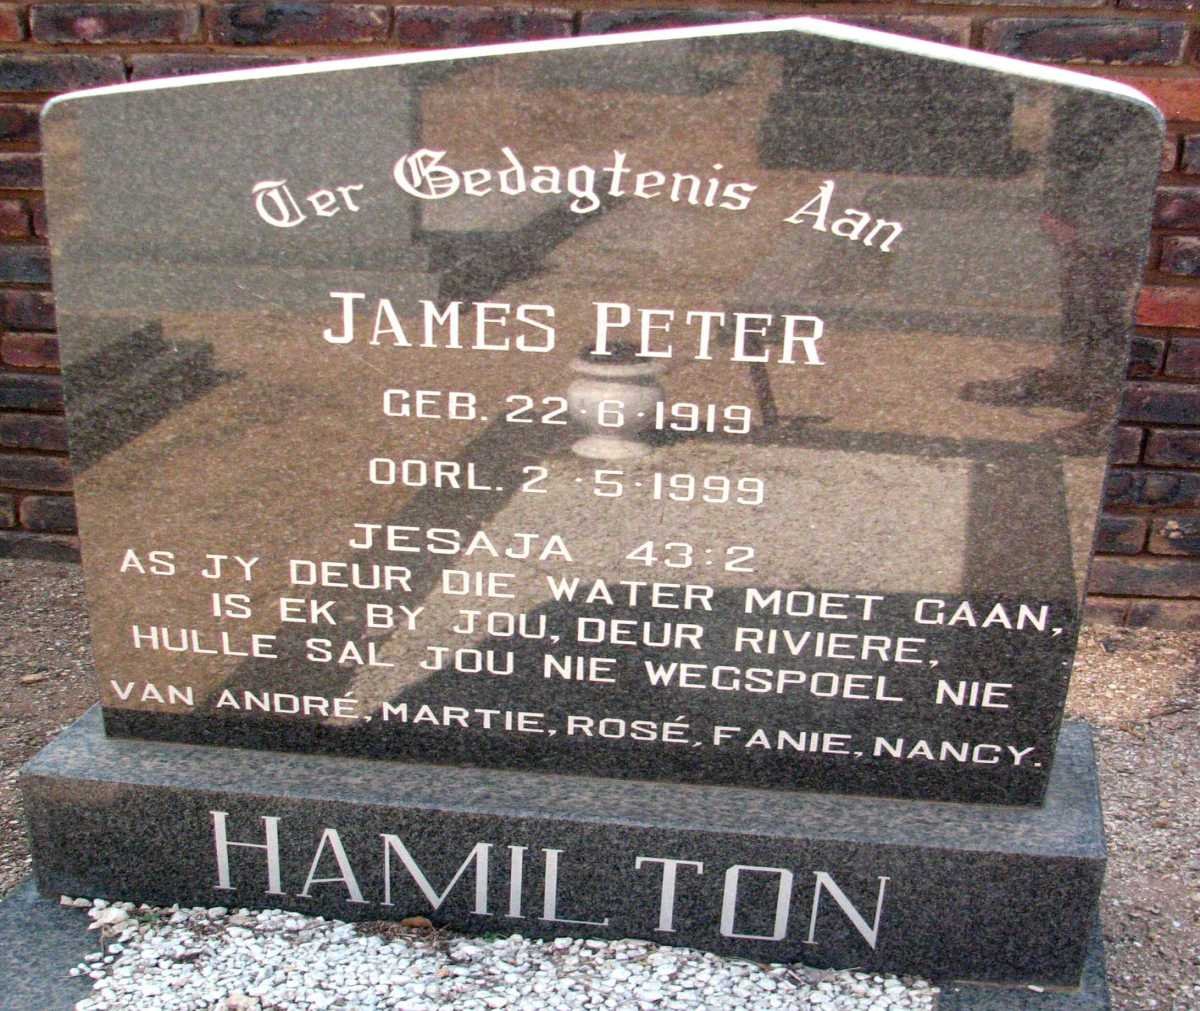 Ter Gedagtenis Aan
JAMES PETER
GEB. 22·6·1919
OORL. 2·5·1999
JESAJA 43:2
AS JY DEUR DIE WATER MOET GAAN,
IS EK BY JOU, DEUR RIVIERE,
HULLE SAL JOU NIE WEGSPOEL NIE
VAN ANDRÉ, MARTIE, ROSÉ, FANIE, NANCY.
HAMILTON